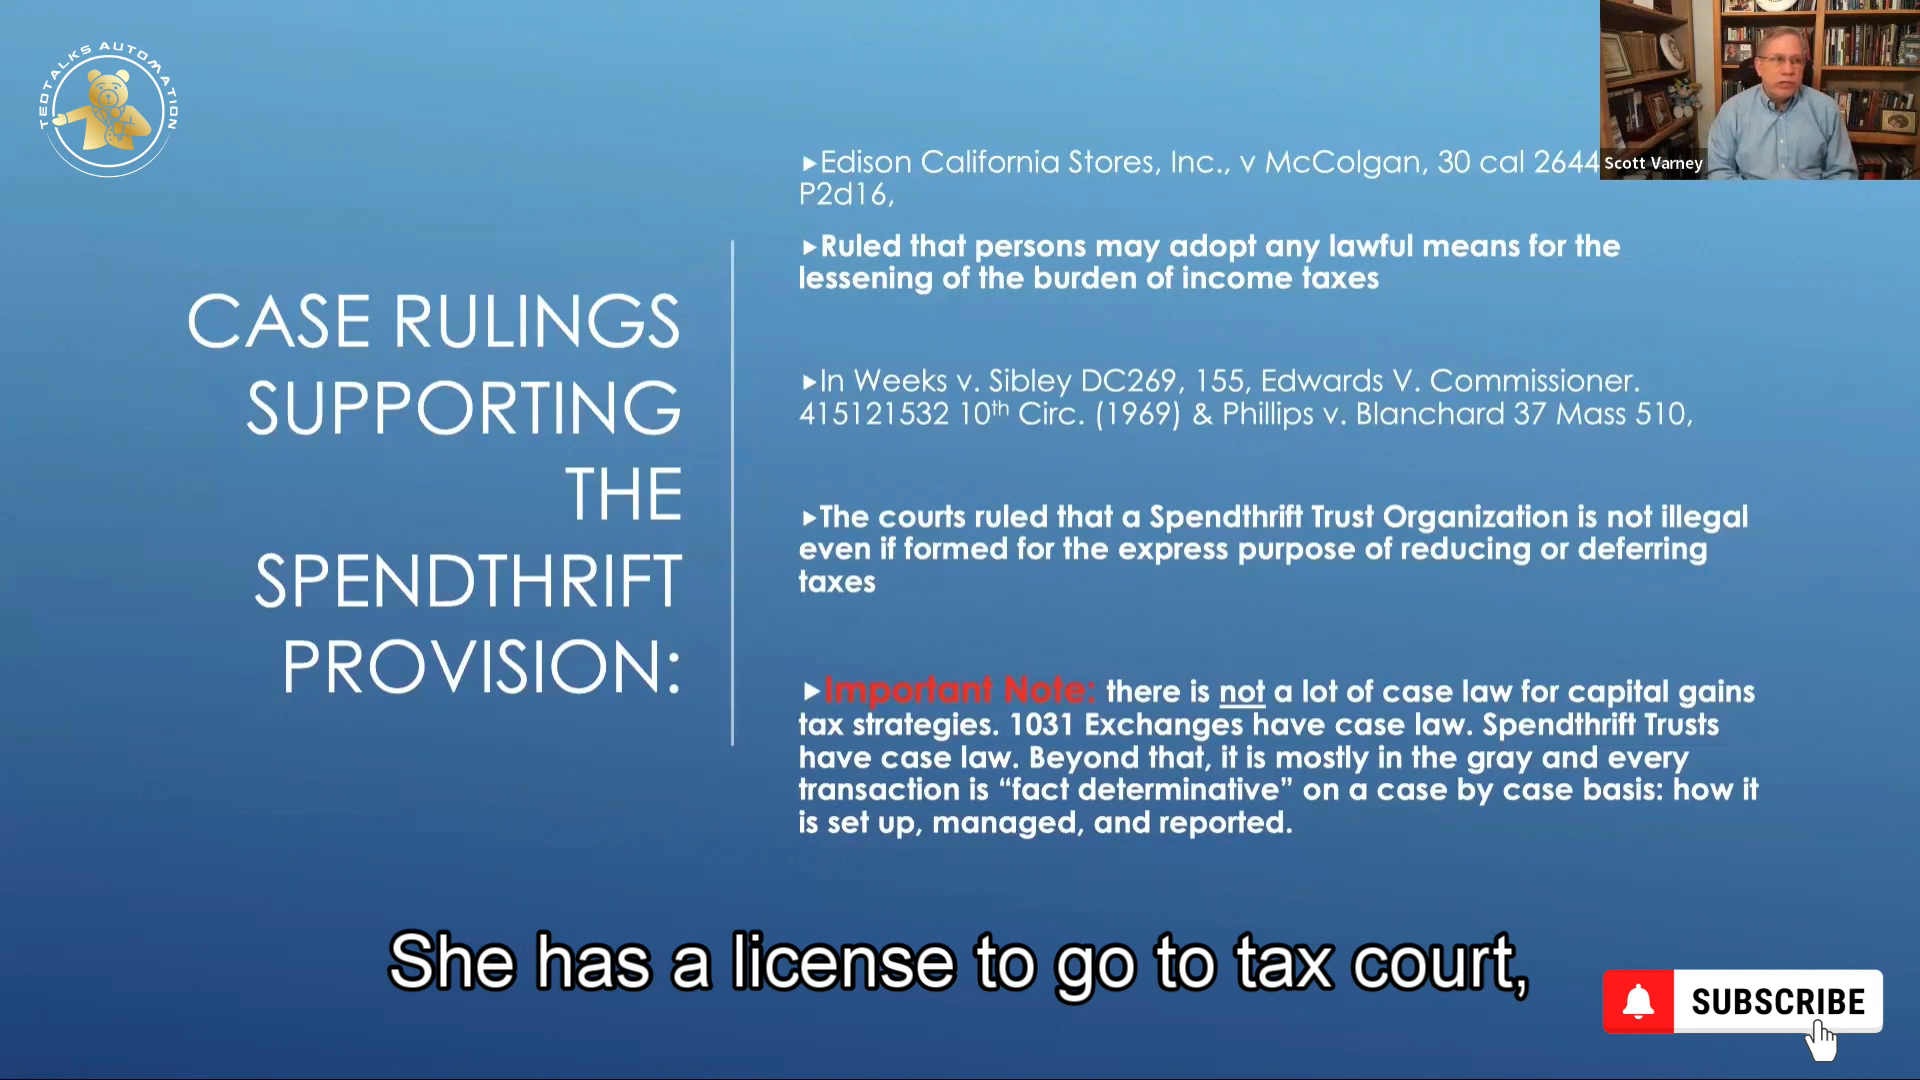 TEDTALKS AUTOMATION
CASE RULINGS
SUPPORTING
THE
SPENDTHRIFT
PROVISION:
▸Edison California Stores, Inc., v McColgan, 30 cal 2644
P2d16,
▸Ruled that persons may adopt any lawful means for the
lessening of the burden of income taxes
▸In Weeks v. Sibley DC269, 155, Edwards V. Commissioner.
415121532 10th Circ. (1969) & Phillips v. Blanchard 37 Mass 510,
▸The courts ruled that a Spendthrift Trust Organization is not illegal
even if formed for the express purpose of reducing or deferring
taxes
▸Important Note: there is not a lot of case law for capital gains
tax strategies. 1031 Exchanges have case law. Spendthrift Trusts
have case law. Beyond that, it is mostly in the gray and every
transaction is “fact determinative” on a case by case basis: how it
is set up, managed, and reported.
Scott Varney
She has a license to go to tax court,
SUBSCRIBE